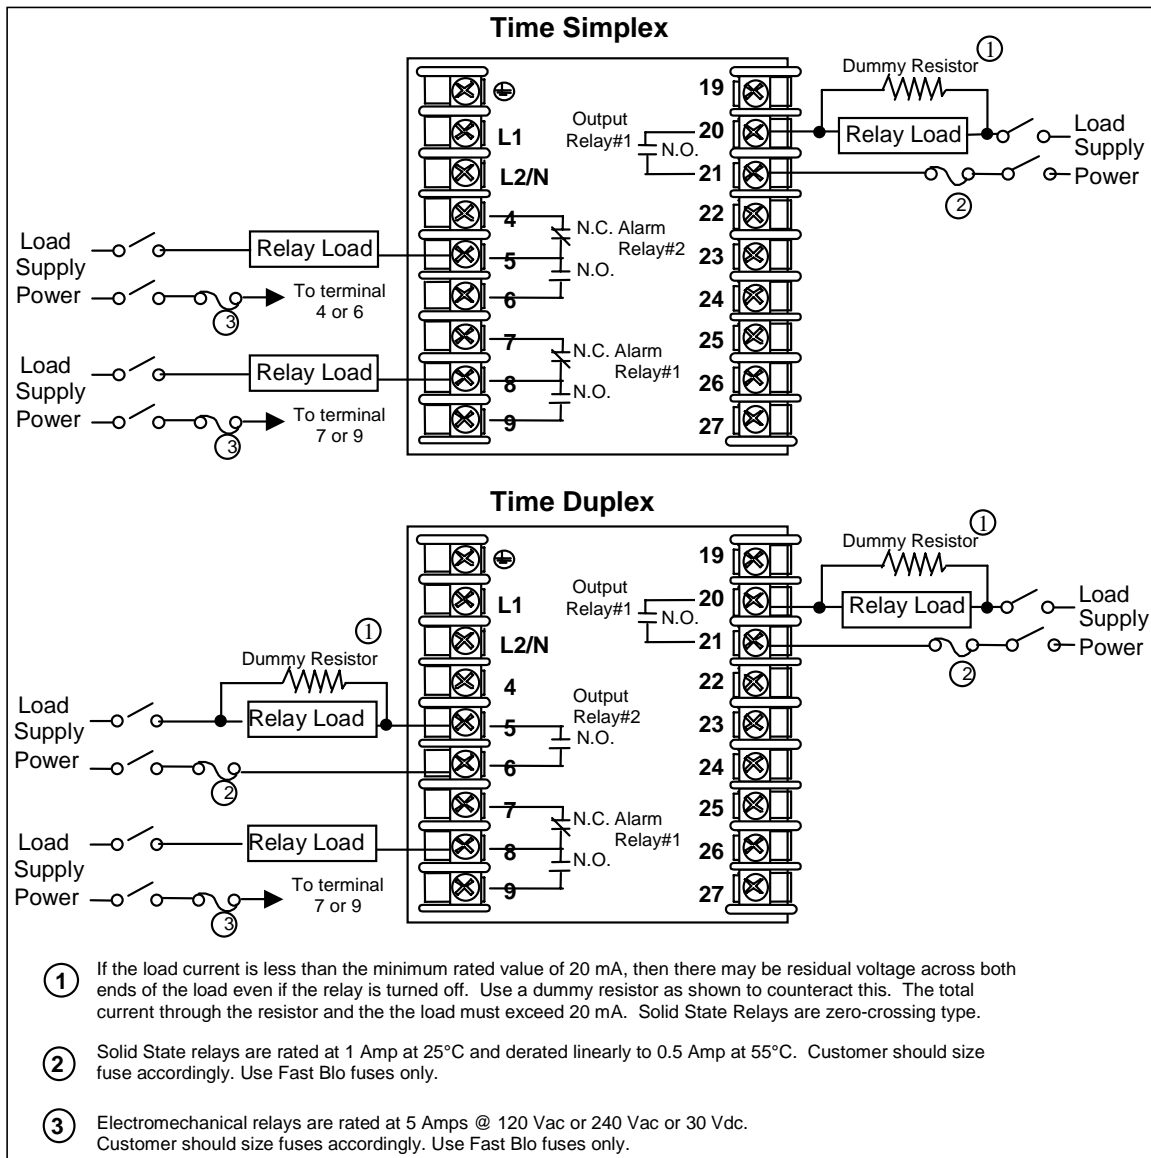 Time Simplex
1
Dummy Resistor
19
Output
Relay#1
20
L1
N.O.
Relay Load
Load
Supply
Power
L2/N
21
2
4
22
N.C. Alarm
Relay#2
Load
Supply
Power
Relay Load
5
23
N.O.
To terminal
4 or 6
6
24
3
7
25
N.C. Alarm
Relay#1
Load
Supply
Power
Relay Load
8
26
N.O.
To terminal
7 or 9
9
27
3
Time Duplex
1
Dummy Resistor
19
Output
Relay#1
20
L1
N.O.
Relay Load
Load
Supply
Power
1
L2/N
21
2
Dummy Resistor
4
22
Output
Relay#2
Load
Supply
Power
Relay Load
5
23
N.O.
6
24
2
7
25
N.C. Alarm
Relay#1
Load
Supply
Power
Relay Load
8
26
N.O.
To terminal
7 or 9
9
27
3
1 If the load current is less than the minimum rated value of 20 mA, then there may be residual voltage across both
ends of the load even if the relay is turned off. Use a dummy resistor as shown to counteract this. The total
current through the resistor and the the load must exceed 20 mA. Solid State Relays are zero-crossing type.
2 Solid State relays are rated at 1 Amp at 25°C and derated linearly to 0.5 Amp at 55°C. Customer should size
fuse accordingly. Use Fast Blo fuses only.
3 Electromechanical relays are rated at 5 Amps @ 120 Vac or 240 Vac or 30 Vdc.
Customer should size fuses accordingly. Use Fast Blo fuses only.